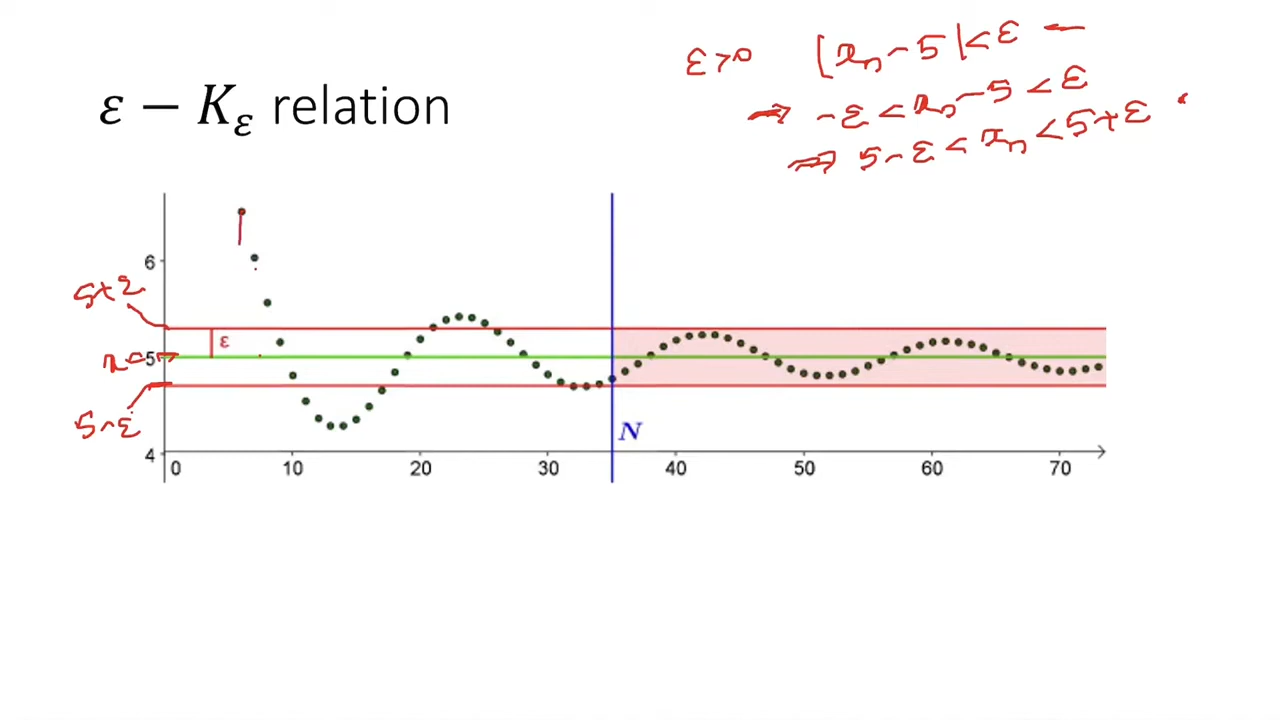 ε > 0 |xₙ - 5| < ε ←
ε − K_ε relation
⇒ -ε < xₙ - 5 < ε
⇒ 5 - ε < xₙ < 5 + ε
6
5+ε
ε
x = 5
5-ε
N
4
0 10 20 30 40 50 60 70